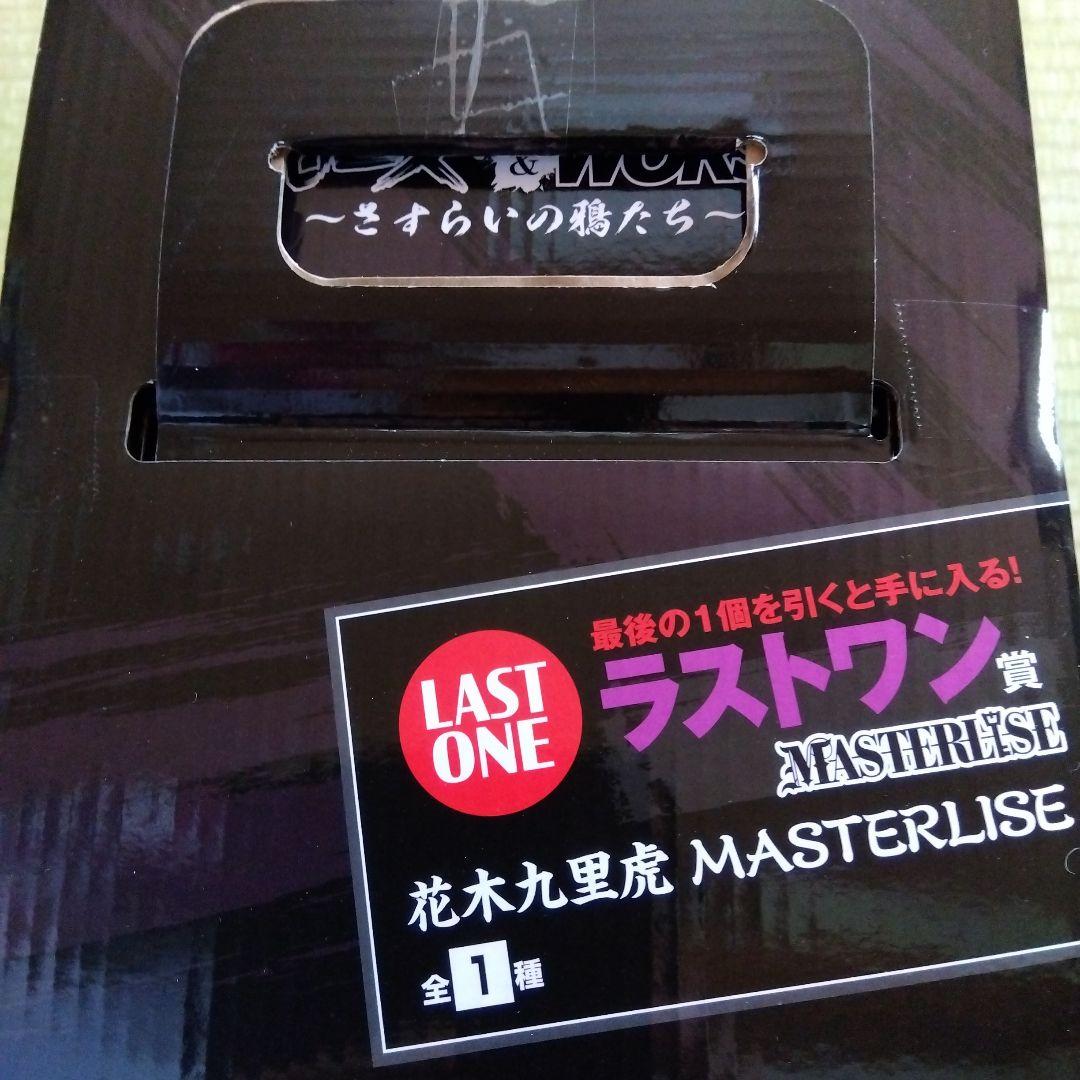 ～さすらいの鴉たち～
LAST
ONE
最後の1個を引くと手に入る!
ラストワン賞
MASTERLISE
花木九里虎 MASTERLISE
全1種